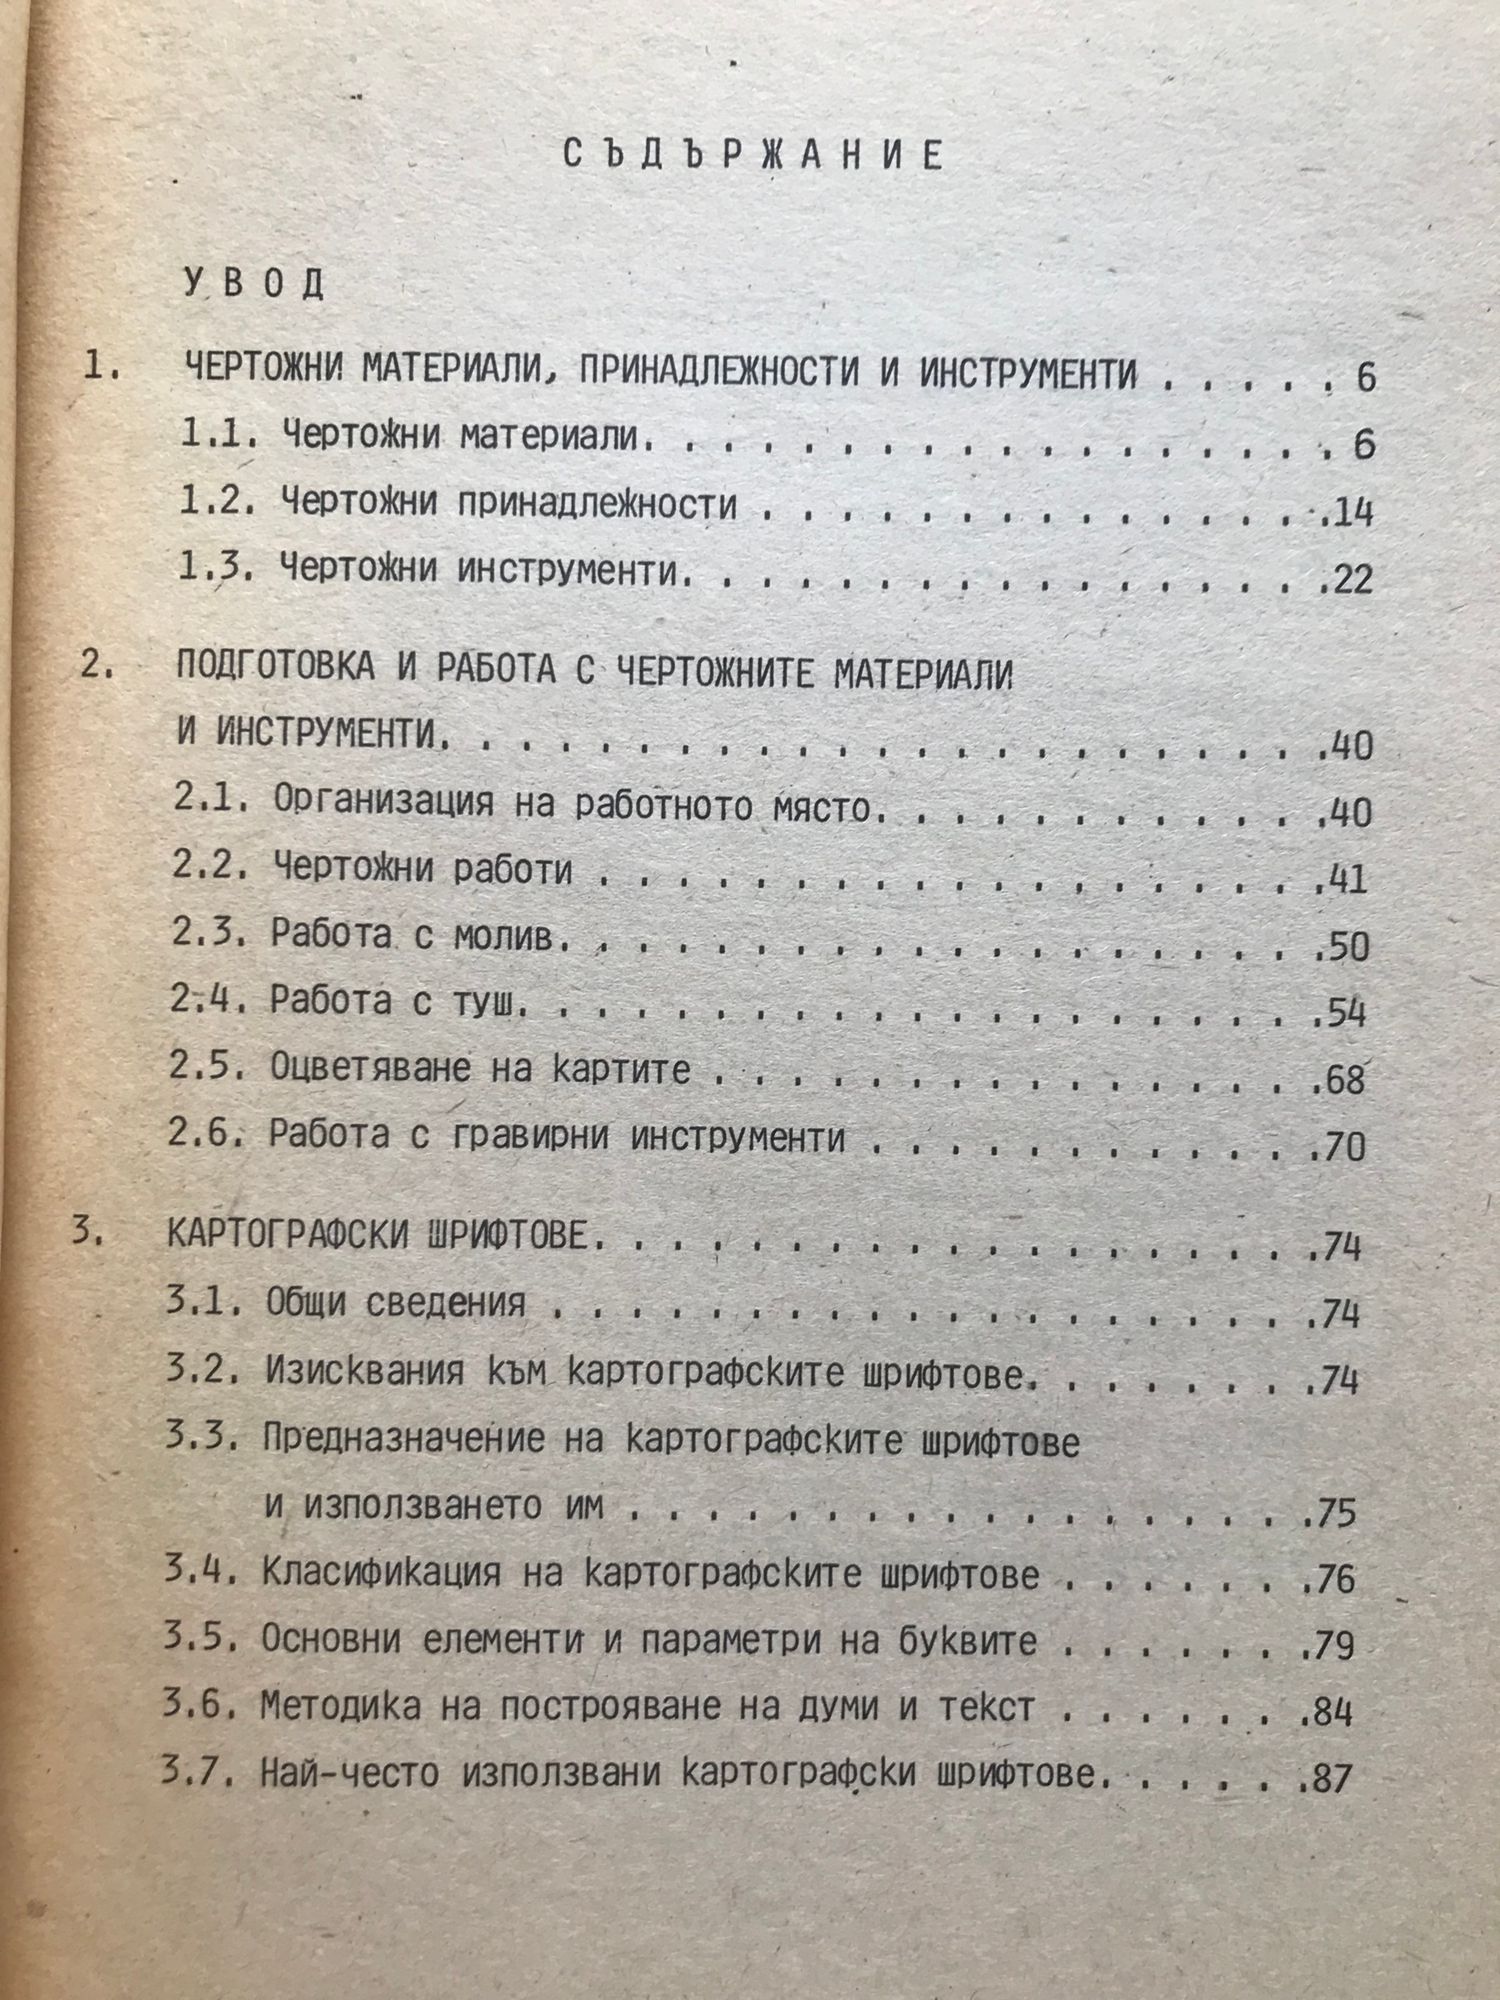 СЪДЪРЖАНИЕ
УВОД
1. ЧЕРТОЖНИ МАТЕРИАЛИ, ПРИНАДЛЕЖНОСТИ И ИНСТРУМЕНТИ . . . . . 6
1.1. Чертожни материали. . . . . . . . . . . . . . . . . . 6
1.2. Чертожни принадлежности . . . . . . . . . . . . . . .14
1.3. Чертожни инструменти. . . . . . . . . . . . . . . . .22
2. ПОДГОТОВКА И РАБОТА С ЧЕРТОЖНИТЕ МАТЕРИАЛИ
И ИНСТРУМЕНТИ. . . . . . . . . . . . . . . . . . . . . . .40
2.1. Организация на работното място. . . . . . . . . . . .40
2.2. Чертожни работи . . . . . . . . . . . . . . . . . . .41
2.3. Работа с молив. . . . . . . . . . . . . . . . . . . .50
2.4. Работа с туш. . . . . . . . . . . . . . . . . . . . .54
2.5. Оцветяване на картите . . . . . . . . . . . . . . . .68
2.6. Работа с гравирни инструменти . . . . . . . . . . . .70
3. КАРТОГРАФСКИ ШРИФТОВЕ. . . . . . . . . . . . . . . . . . .74
3.1. Общи сведения . . . . . . . . . . . . . . . . . . . .74
3.2. Изисквания към картографските шрифтове. . . . . . . .74
3.3. Предназначение на картографските шрифтове
и използването им . . . . . . . . . . . . . . . . . .75
3.4. Класификация на картографските шрифтове . . . . . . .76
3.5. Основни елементи и параметри на буквите . . . . . . .79
3.6. Методика на построяване на думи и текст . . . . . . .84
3.7. Най-често използвани картографски шрифтове. . . . . .87